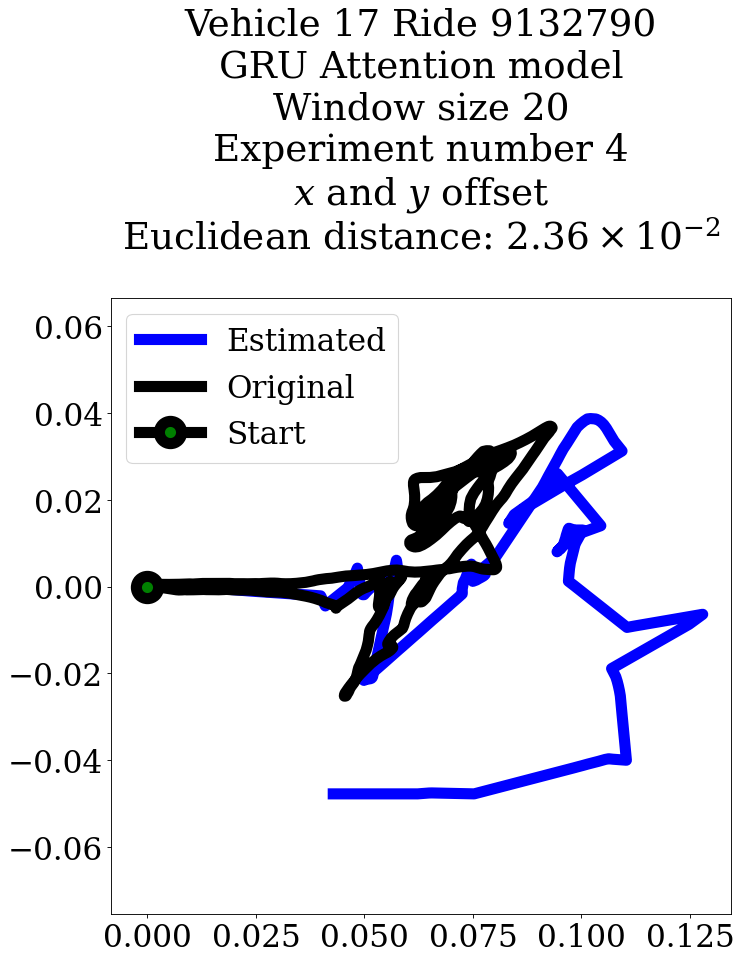 Vehicle 17 Ride 9132790
GRU Attention model
Window size 20
Experiment number 4
x and y offset
Euclidean distance: 2.36 × 10⁻²
Estimated
Original
Start
0.06
0.04
0.02
0.00
−0.02
−0.04
−0.06
0.000 0.025 0.050 0.075 0.100 0.125